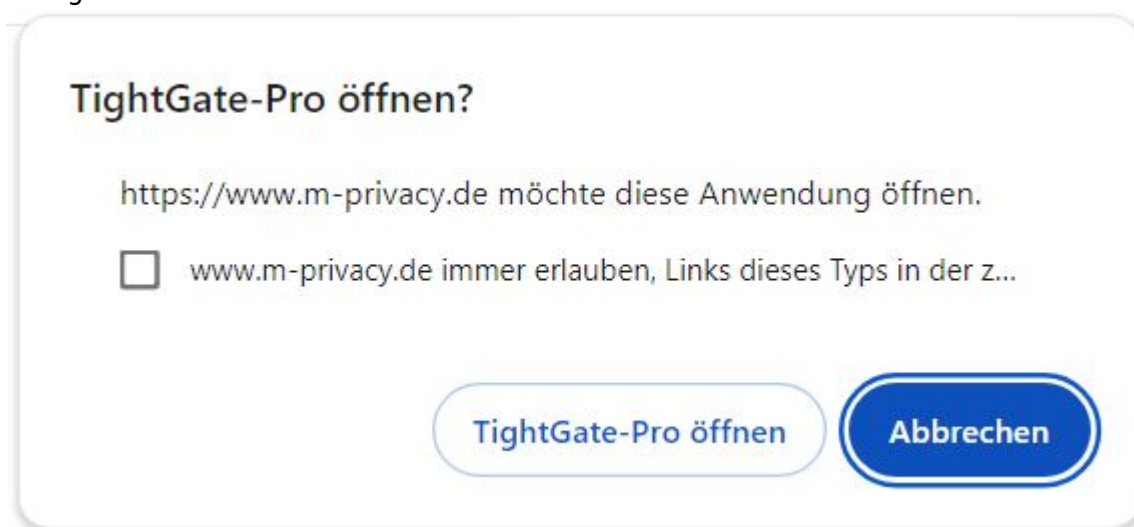 TightGate-Pro öffnen?
https://www.m-privacy.de möchte diese Anwendung öffnen.
www.m-privacy.de immer erlauben, Links dieses Typs in der z...
TightGate-Pro öffnen
Abbrechen